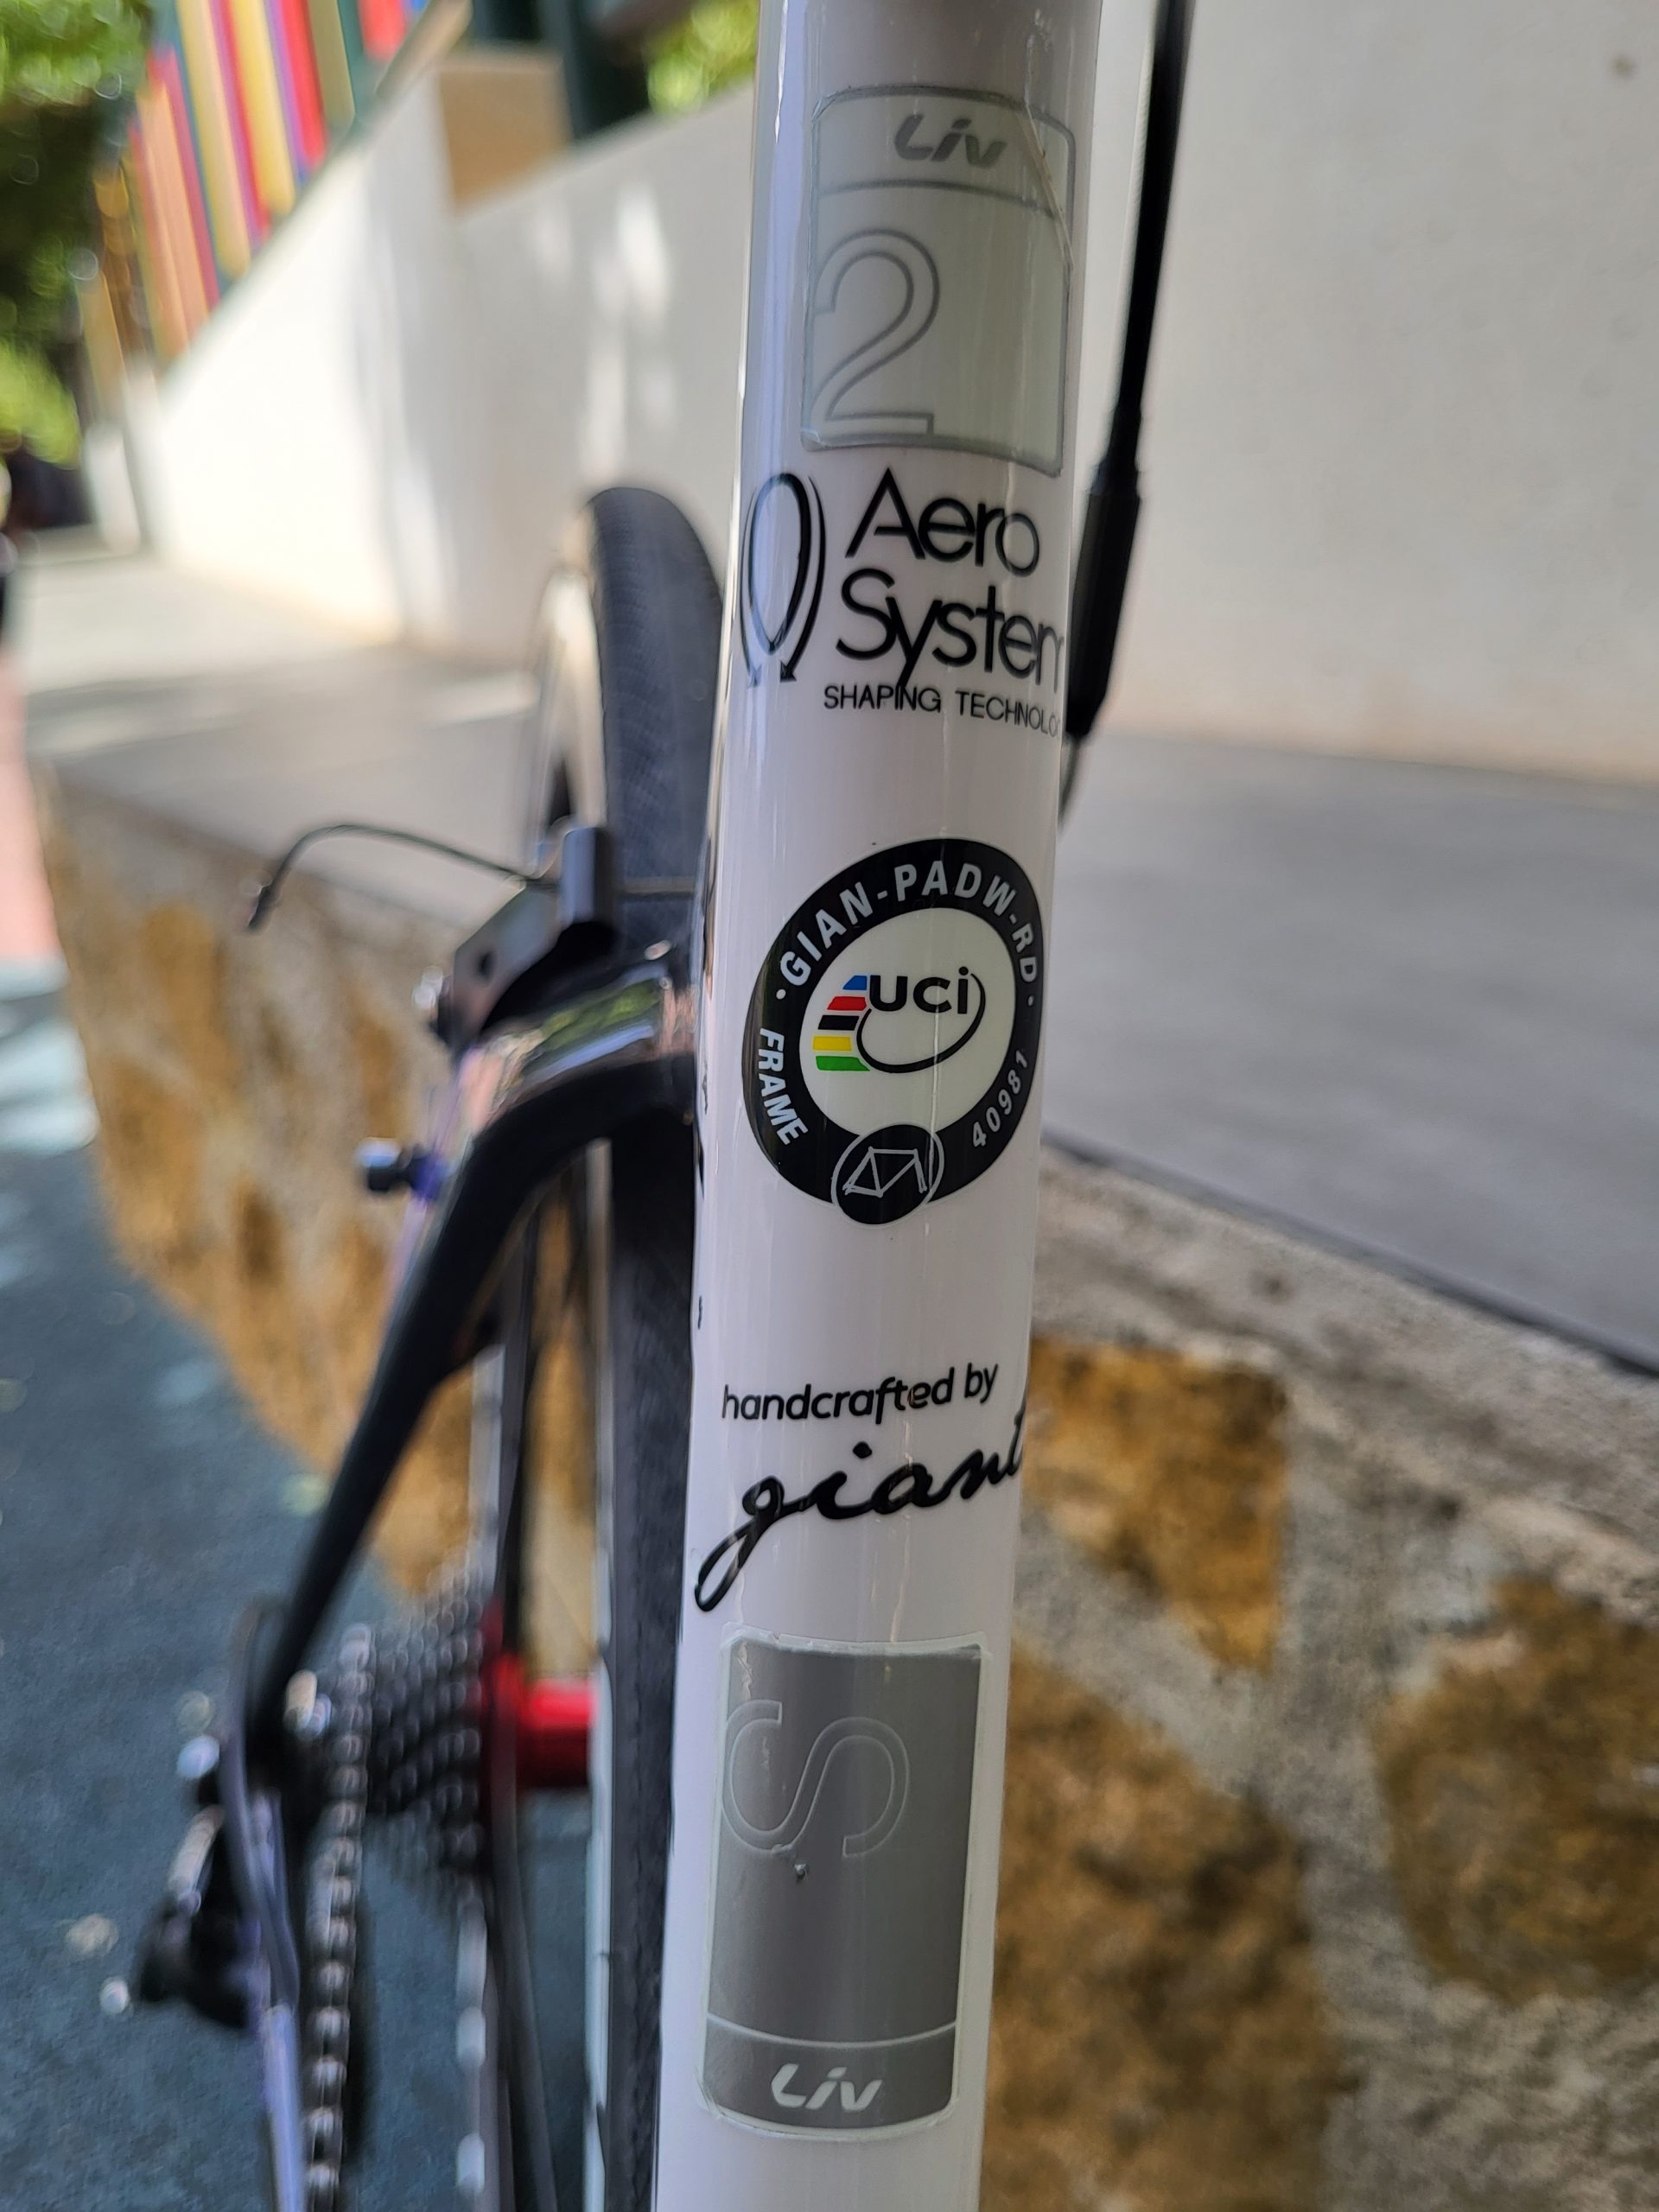 Liv
2
Aero
System
SHAPING TECHNOLO
GIAN-PADW-RD
uci
FRAME
40981
handcrafted by
giant
S
Liv